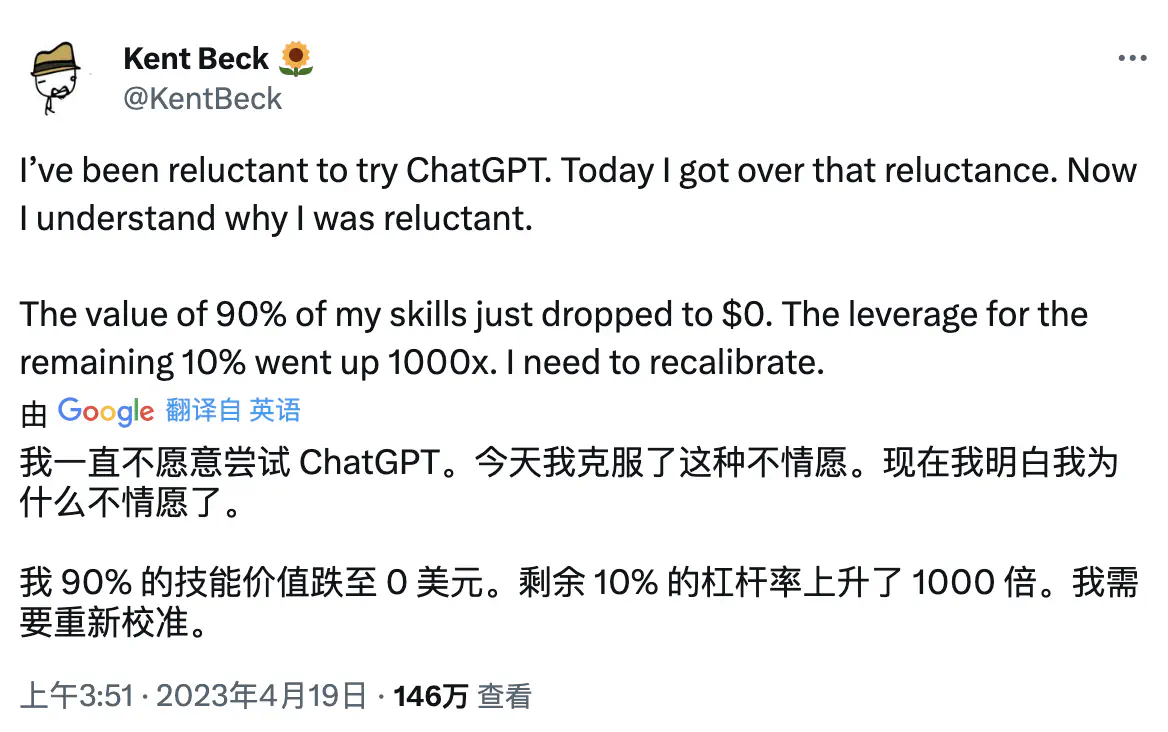 Kent Beck 🌻
@KentBeck
I’ve been reluctant to try ChatGPT. Today I got over that reluctance. Now
I understand why I was reluctant.
The value of 90% of my skills just dropped to $0. The leverage for the
remaining 10% went up 1000x. I need to recalibrate.
由 Google 翻译自 英语
我一直不愿意尝试 ChatGPT。今天我克服了这种不情愿。现在我明白我为
什么不情愿了。
我 90% 的技能价值跌至 0 美元。剩余 10% 的杠杆率上升了 1000 倍。我需
要重新校准。
上午3:51 · 2023年4月19日 · 146万 查看